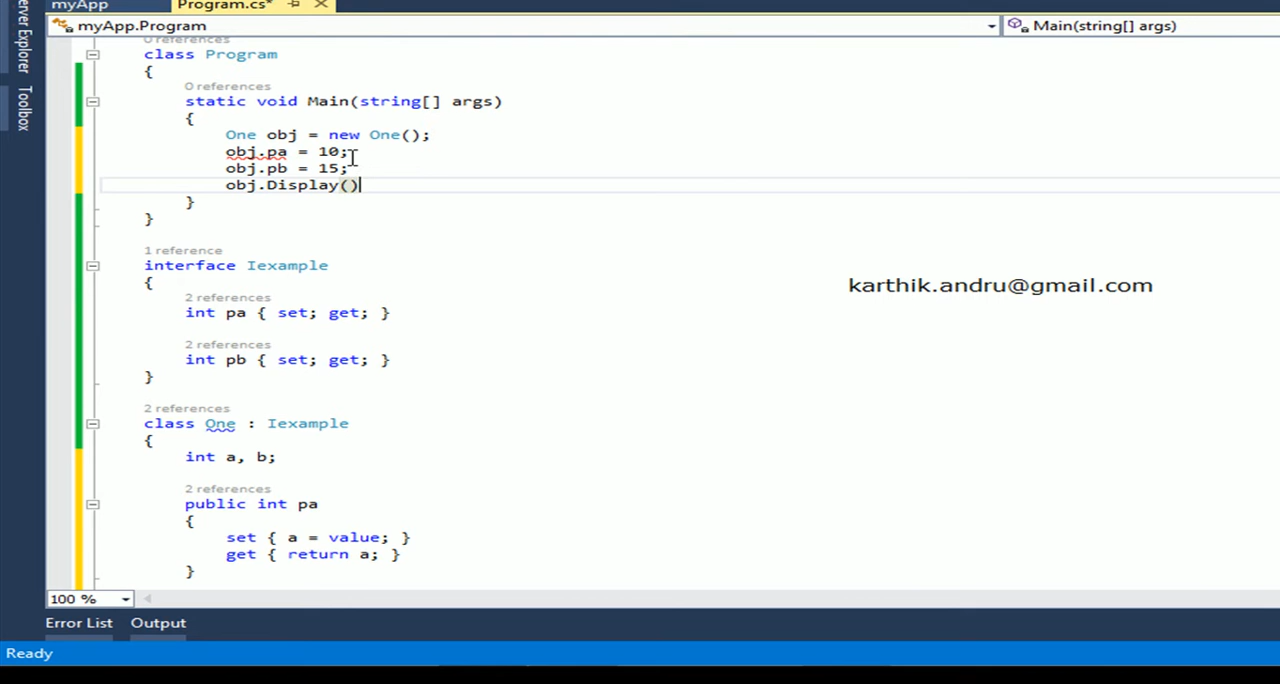 myApp
Program.cs*
erver Explorer
Toolbox
myApp.Program
Main(string[] args)
0 references
class Program
{
0 references
static void Main(string[] args)
{
One obj = new One();
obj.pa = 10;
obj.pb = 15;
obj.Display()
}
}
1 reference
interface Iexample
{
karthik.andru@gmail.com
2 references
int pa { set; get; }
2 references
int pb { set; get; }
}
2 references
class One : Iexample
{
int a, b;
2 references
public int pa
{
set { a = value; }
get { return a; }
}
100 %
Error List
Output
Ready